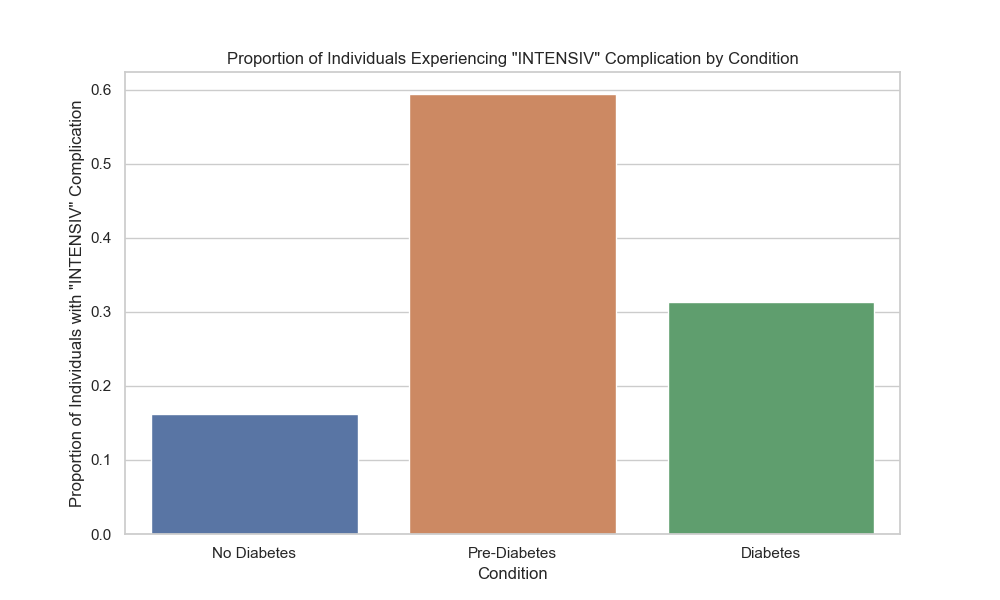 Proportion of Individuals Experiencing "INTENSIV" Complication by Condition
Proportion of Individuals with "INTENSIV" Complication
0.6
0.5
0.4
0.3
0.2
0.1
0.0
No Diabetes
Pre-Diabetes
Diabetes
Condition